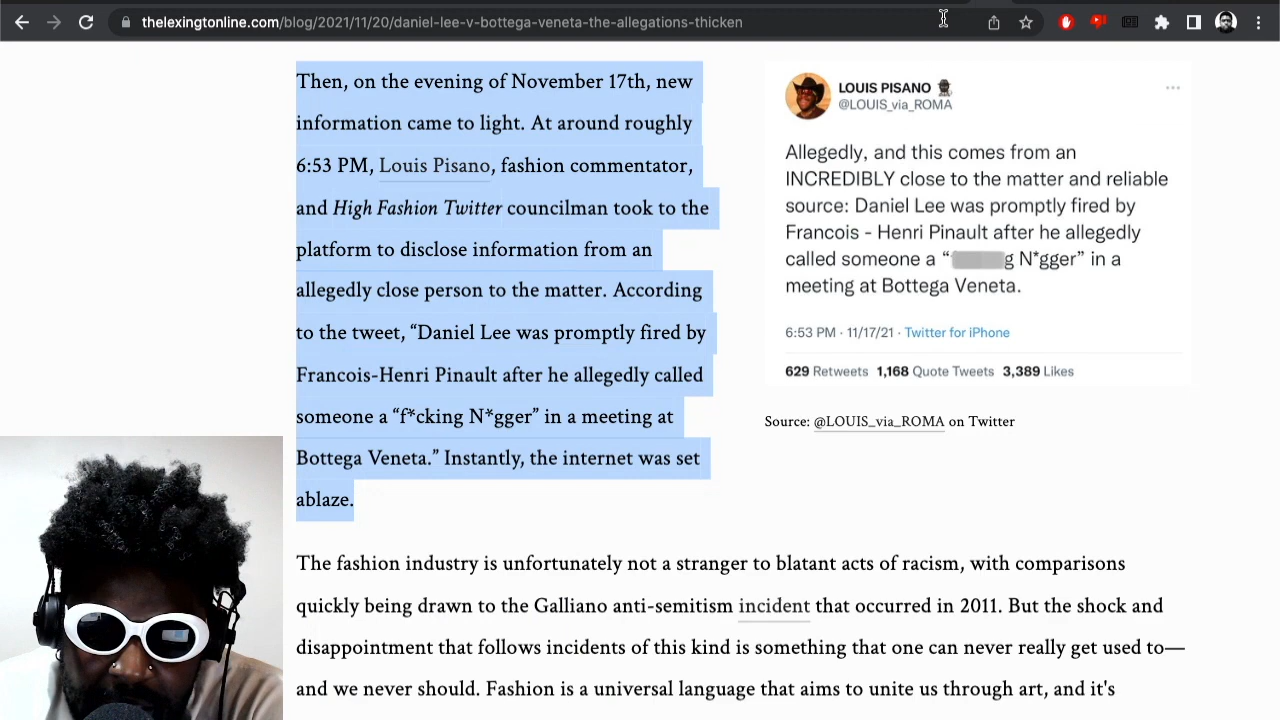 thelexingtonline.com/blog/2021/11/20/daniel-lee-v-bottega-veneta-the-allegations-thicken
Then, on the evening of November 17th, new
information came to light. At around roughly
6:53 PM, Louis Pisano, fashion commentator,
and High Fashion Twitter councilman took to the
platform to disclose information from an
allegedly close person to the matter. According
to the tweet, “Daniel Lee was promptly fired by
Francois-Henri Pinault after he allegedly called
someone a “f*cking N*gger” in a meeting at
Bottega Veneta.” Instantly, the internet was set
ablaze.
LOUIS PISANO
@LOUIS_via_ROMA
Allegedly, and this comes from an
INCREDIBLY close to the matter and reliable
source: Daniel Lee was promptly fired by
Francois - Henri Pinault after he allegedly
called someone a “g N*gger” in a
meeting at Bottega Veneta.
6:53 PM · 11/17/21 · Twitter for iPhone
629 Retweets 1,168 Quote Tweets 3,389 Likes
Source: @LOUIS_via_ROMA on Twitter
The fashion industry is unfortunately not a stranger to blatant acts of racism, with comparisons
quickly being drawn to the Galliano anti-semitism incident that occurred in 2011. But the shock and
disappointment that follows incidents of this kind is something that one can never really get used to—
and we never should. Fashion is a universal language that aims to unite us through art, and it's